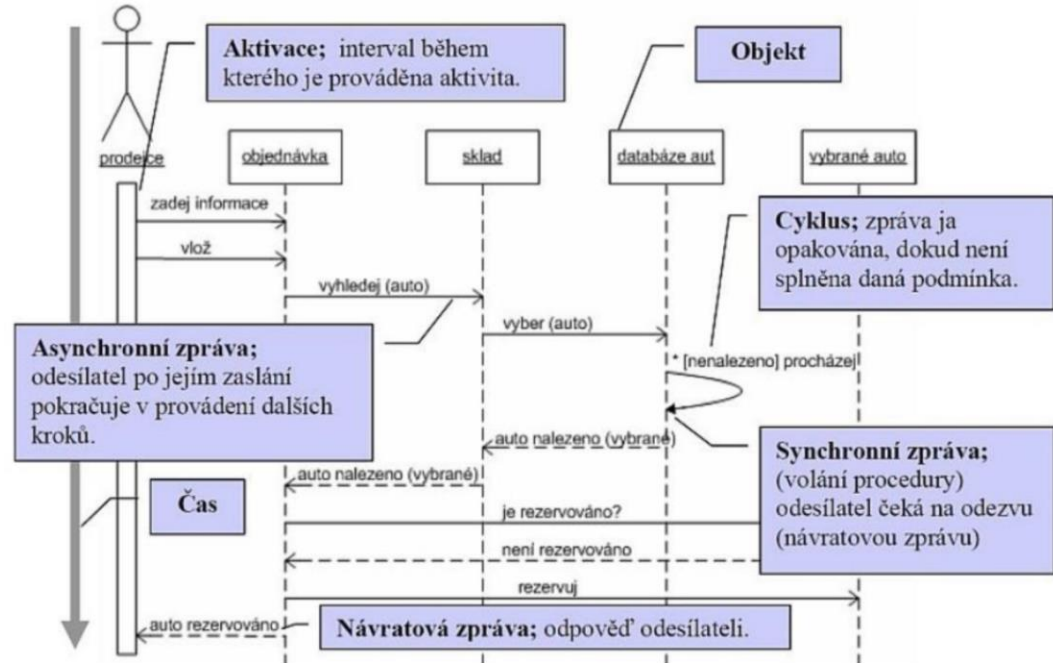 Aktivace; interval během
kterého je prováděna aktivita.
Objekt
prodejce
objednávka
sklad
databáze aut
vybrané auto
zadej informace
vlož
Cyklus; zpráva ja
opakována, dokud není
splněna daná podmínka.
vyhledej (auto)
vyber (auto)
Asynchronní zpráva;
odesílatel po jejím zaslání
pokračuje v provádení dalších
kroků.
* [nenalezeno] procházej
auto nalezeno (vybrané)
Synchronní zpráva;
(volání procedury)
odesílatel čeká na odezvu
(návratovou zprávu)
auto nalezeno (vybrané)
Čas
je rezervováno?
není rezervováno
rezervuj
auto rezervováno
Návratová zpráva; odpověď odesílateli.